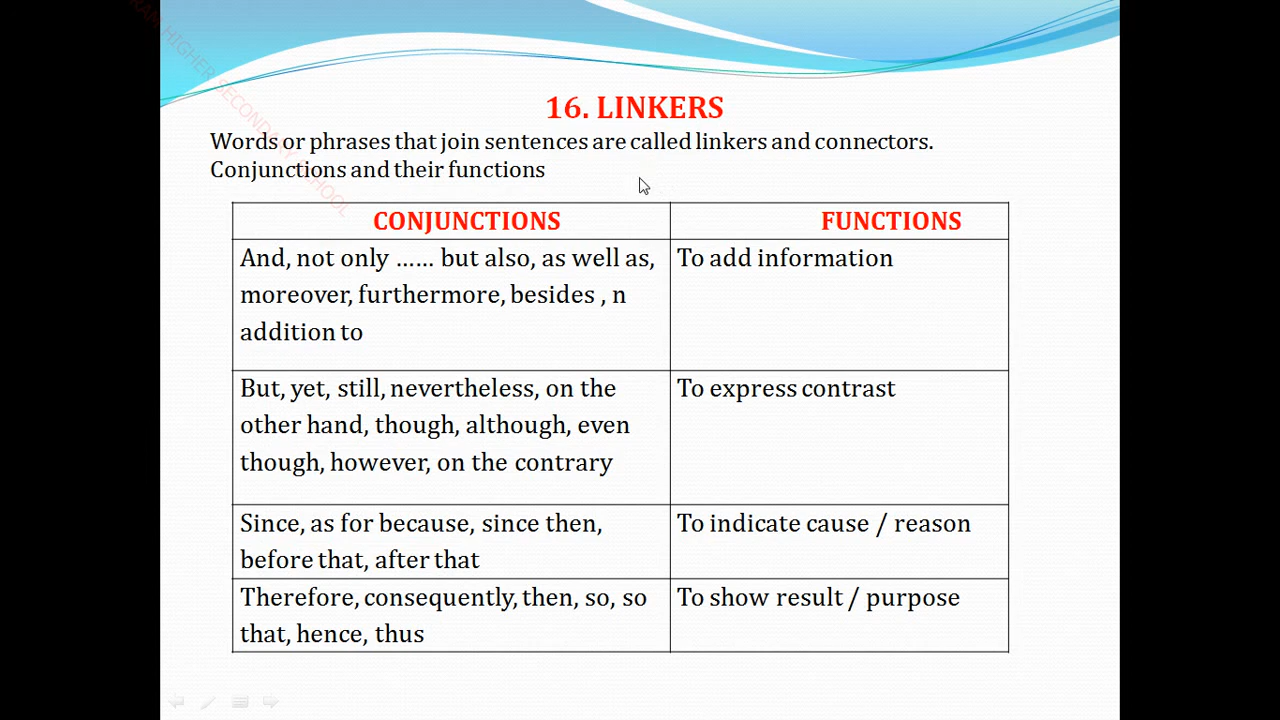 RAM HIGHER SECONDARY SCHOOL
16. LINKERS
Words or phrases that join sentences are called linkers and connectors.
Conjunctions and their functions
CONJUNCTIONS FUNCTIONS
And, not only …… but also, as well as, To add information
moreover, furthermore, besides , n
addition to
But, yet, still, nevertheless, on the To express contrast
other hand, though, although, even
though, however, on the contrary
Since, as for because, since then, To indicate cause / reason
before that, after that
Therefore, consequently, then, so, so To show result / purpose
that, hence, thus